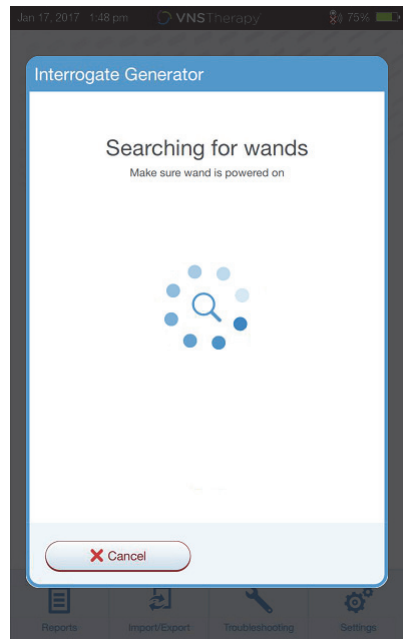 Jan 17, 2017 1:48 pm VNSTherapy 75%
Interrogate Generator
Searching for wands
Make sure wand is powered on
Cancel
Reports Import/Export Troubleshooting Settings